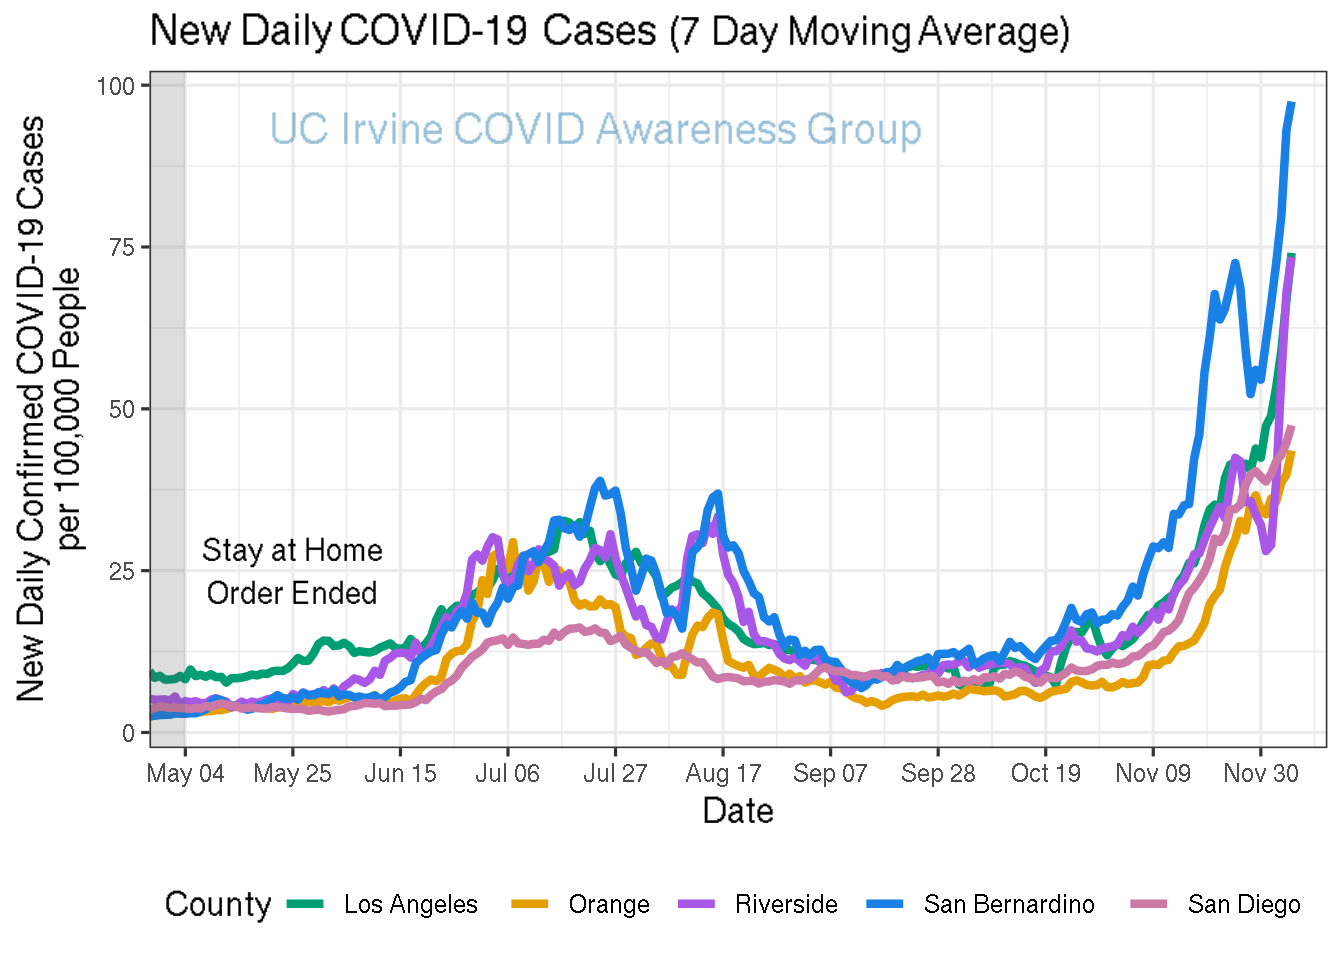 New Daily COVID-19 Cases (7 Day Moving Average)
UC Irvine COVID Awareness Group
New Daily Confirmed COVID-19 Cases
per 100,000 People
100
75
50
25
0
Stay at Home
Order Ended
May 04 May 25 Jun 15 Jul 06 Jul 27 Aug 17 Sep 07 Sep 28 Oct 19 Nov 09 Nov 30
Date
County Los Angeles Orange Riverside San Bernardino San Diego